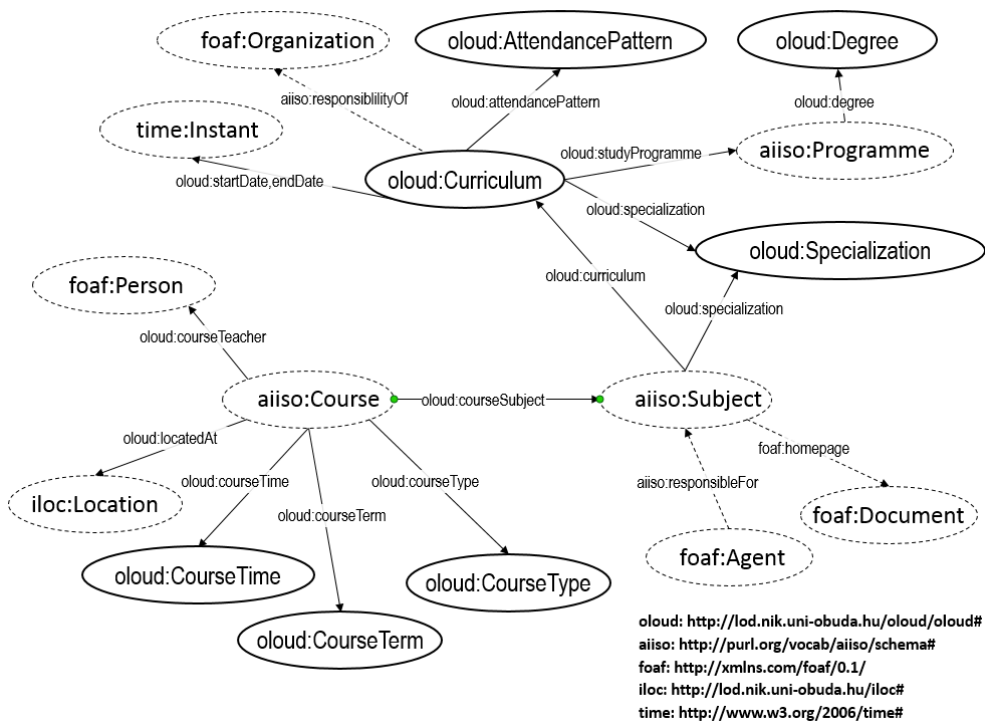 foaf:Organization
oloud:AttendancePattern
oloud:Degree
aiiso:responsiblilityOf
oloud:attendancePattern
oloud:degree
time:Instant
oloud:studyProgramme
aiiso:Programme
oloud:startDate,endDate
oloud:Curriculum
oloud:specialization
oloud:Specialization
oloud:curriculum
foaf:Person
oloud:specialization
oloud:courseTeacher
aiiso:Course
oloud:courseSubject
aiiso:Subject
oloud:locatedAt
foaf:homepage
oloud:courseTime
oloud:courseType
aiiso:responsibleFor
iloc:Location
oloud:courseTerm
foaf:Document
foaf:Agent
oloud:CourseTime
oloud:CourseType
oloud:CourseTerm
oloud: http://lod.nik.uni-obuda.hu/oloud/oloud#
aiiso: http://purl.org/vocab/aiiso/schema#
foaf: http://xmlns.com/foaf/0.1/
iloc: http://lod.nik.uni-obuda.hu/iloc#
time: http://www.w3.org/2006/time#